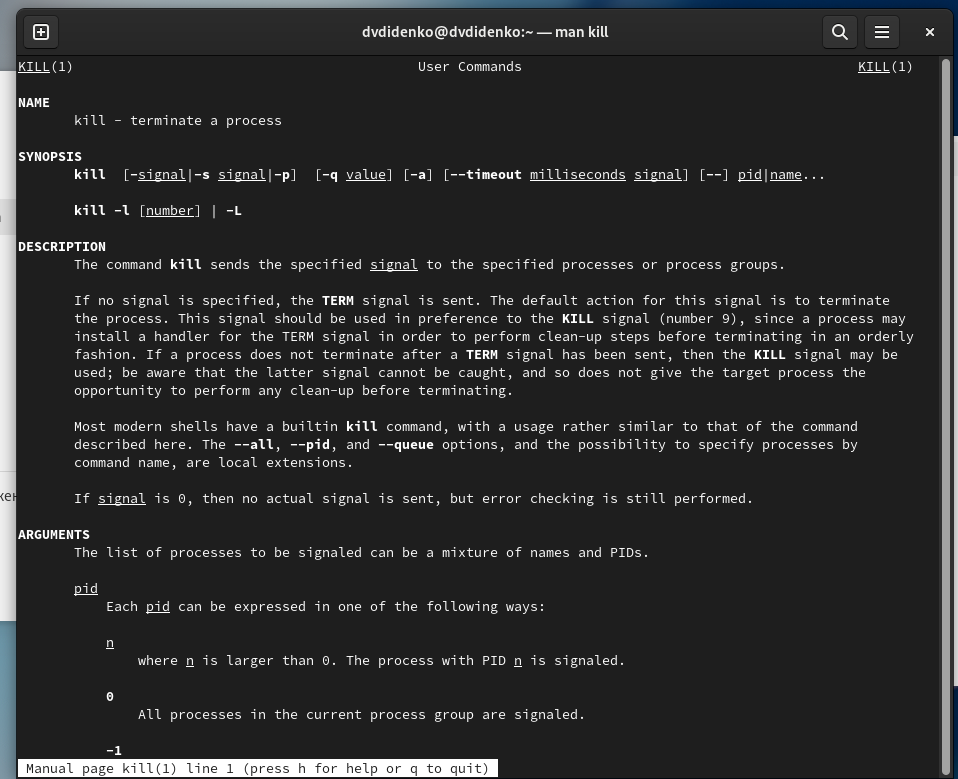 dvdidenko@dvdidenko:~ — man kill
KILL(1) User Commands KILL(1)
NAME
kill - terminate a process
SYNOPSIS
kill [-signal|-s signal|-p] [-q value] [-a] [--timeout milliseconds signal] [--] pid|name...
kill -l [number] | -L
DESCRIPTION
The command kill sends the specified signal to the specified processes or process groups.
If no signal is specified, the TERM signal is sent. The default action for this signal is to terminate
the process. This signal should be used in preference to the KILL signal (number 9), since a process may
install a handler for the TERM signal in order to perform clean-up steps before terminating in an orderly
fashion. If a process does not terminate after a TERM signal has been sent, then the KILL signal may be
used; be aware that the latter signal cannot be caught, and so does not give the target process the
opportunity to perform any clean-up before terminating.
Most modern shells have a builtin kill command, with a usage rather similar to that of the command
described here. The --all, --pid, and --queue options, and the possibility to specify processes by
command name, are local extensions.
If signal is 0, then no actual signal is sent, but error checking is still performed.
ARGUMENTS
The list of processes to be signaled can be a mixture of names and PIDs.
pid
Each pid can be expressed in one of the following ways:
n
where n is larger than 0. The process with PID n is signaled.
0
All processes in the current process group are signaled.
-1
Manual page kill(1) line 1 (press h for help or q to quit)